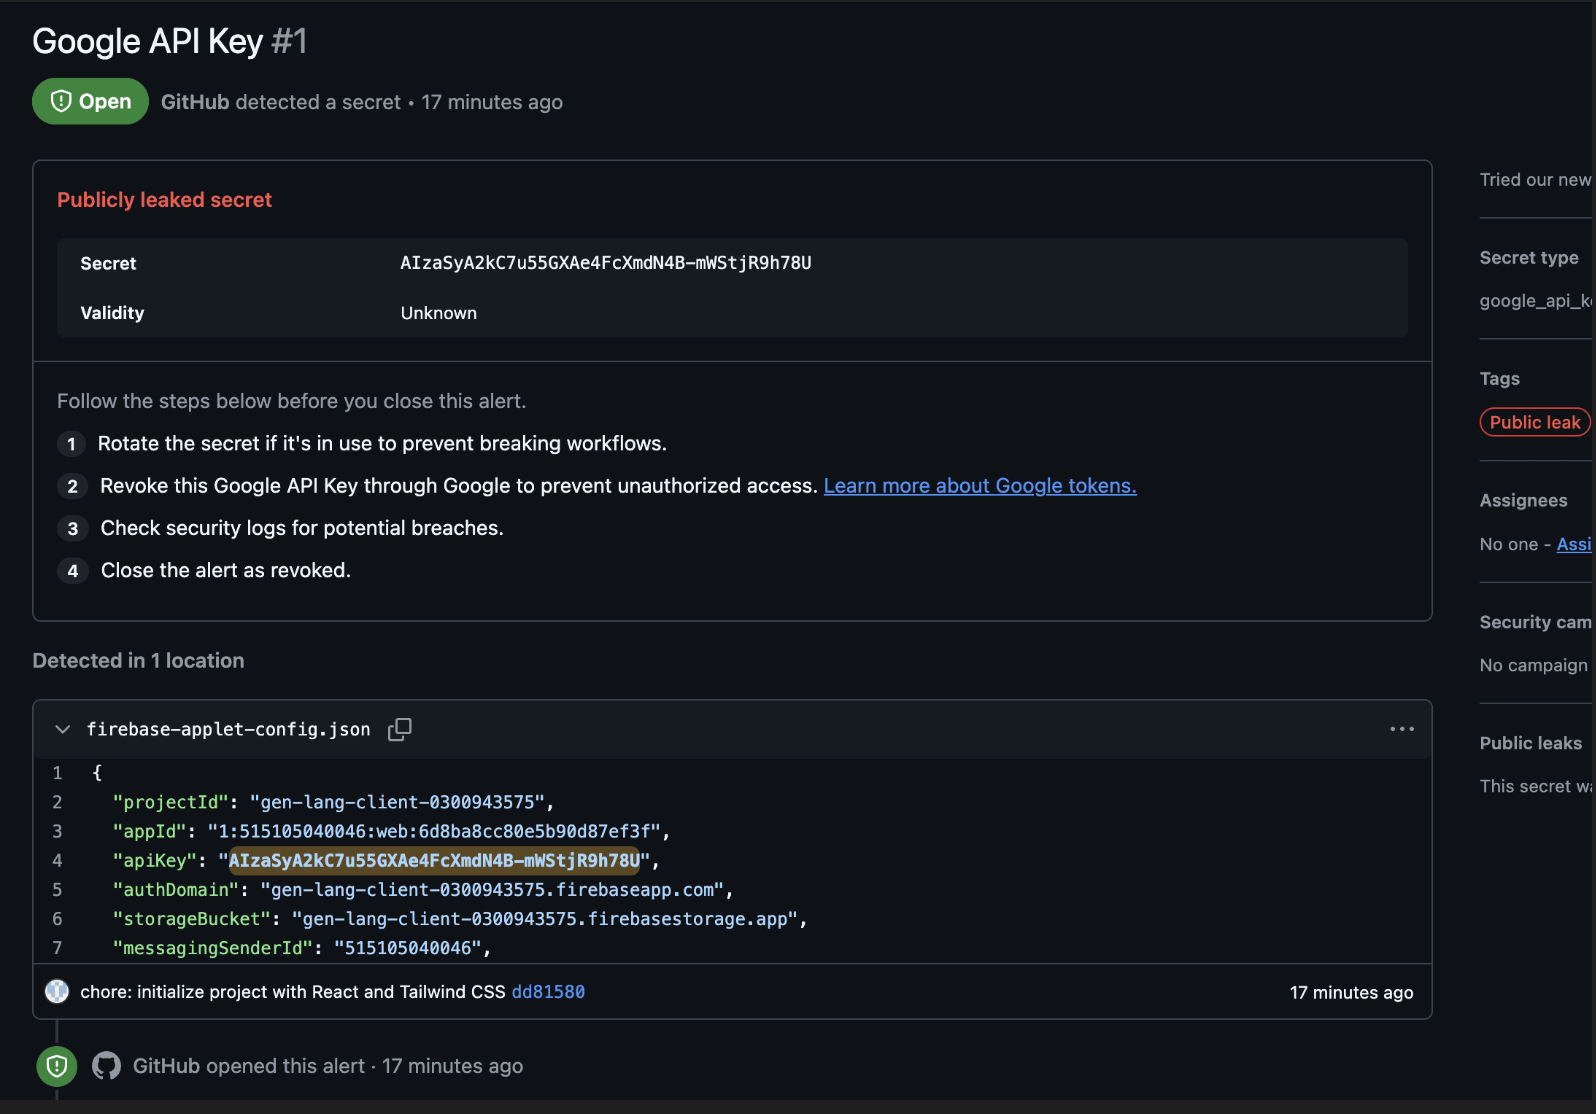 Google API Key #1
Open GitHub detected a secret • 17 minutes ago
Publicly leaked secret
Secret AIzaSyA2kC7u55GXAe4FcXmdN4B-mWStjR9h78U
Validity Unknown
Follow the steps below before you close this alert.
1 Rotate the secret if it's in use to prevent breaking workflows.
2 Revoke this Google API Key through Google to prevent unauthorized access. Learn more about Google tokens.
3 Check security logs for potential breaches.
4 Close the alert as revoked.
Detected in 1 location
firebase-applet-config.json
1 {
2 "projectId": "gen-lang-client-0300943575",
3 "appId": "1:515105040046:web:6d8ba8cc80e5b90d87ef3f",
4 "apiKey": "AIzaSyA2kC7u55GXAe4FcXmdN4B-mWStjR9h78U",
5 "authDomain": "gen-lang-client-0300943575.firebaseapp.com",
6 "storageBucket": "gen-lang-client-0300943575.firebasestorage.app",
7 "messagingSenderId": "515105040046",
chore: initialize project with React and Tailwind CSS dd81580 17 minutes ago
GitHub opened this alert · 17 minutes ago
Tried our new
Secret type
google_api_k
Tags
Public leak
Assignees
No one - Assi
Security cam
No campaign
Public leaks
This secret wa